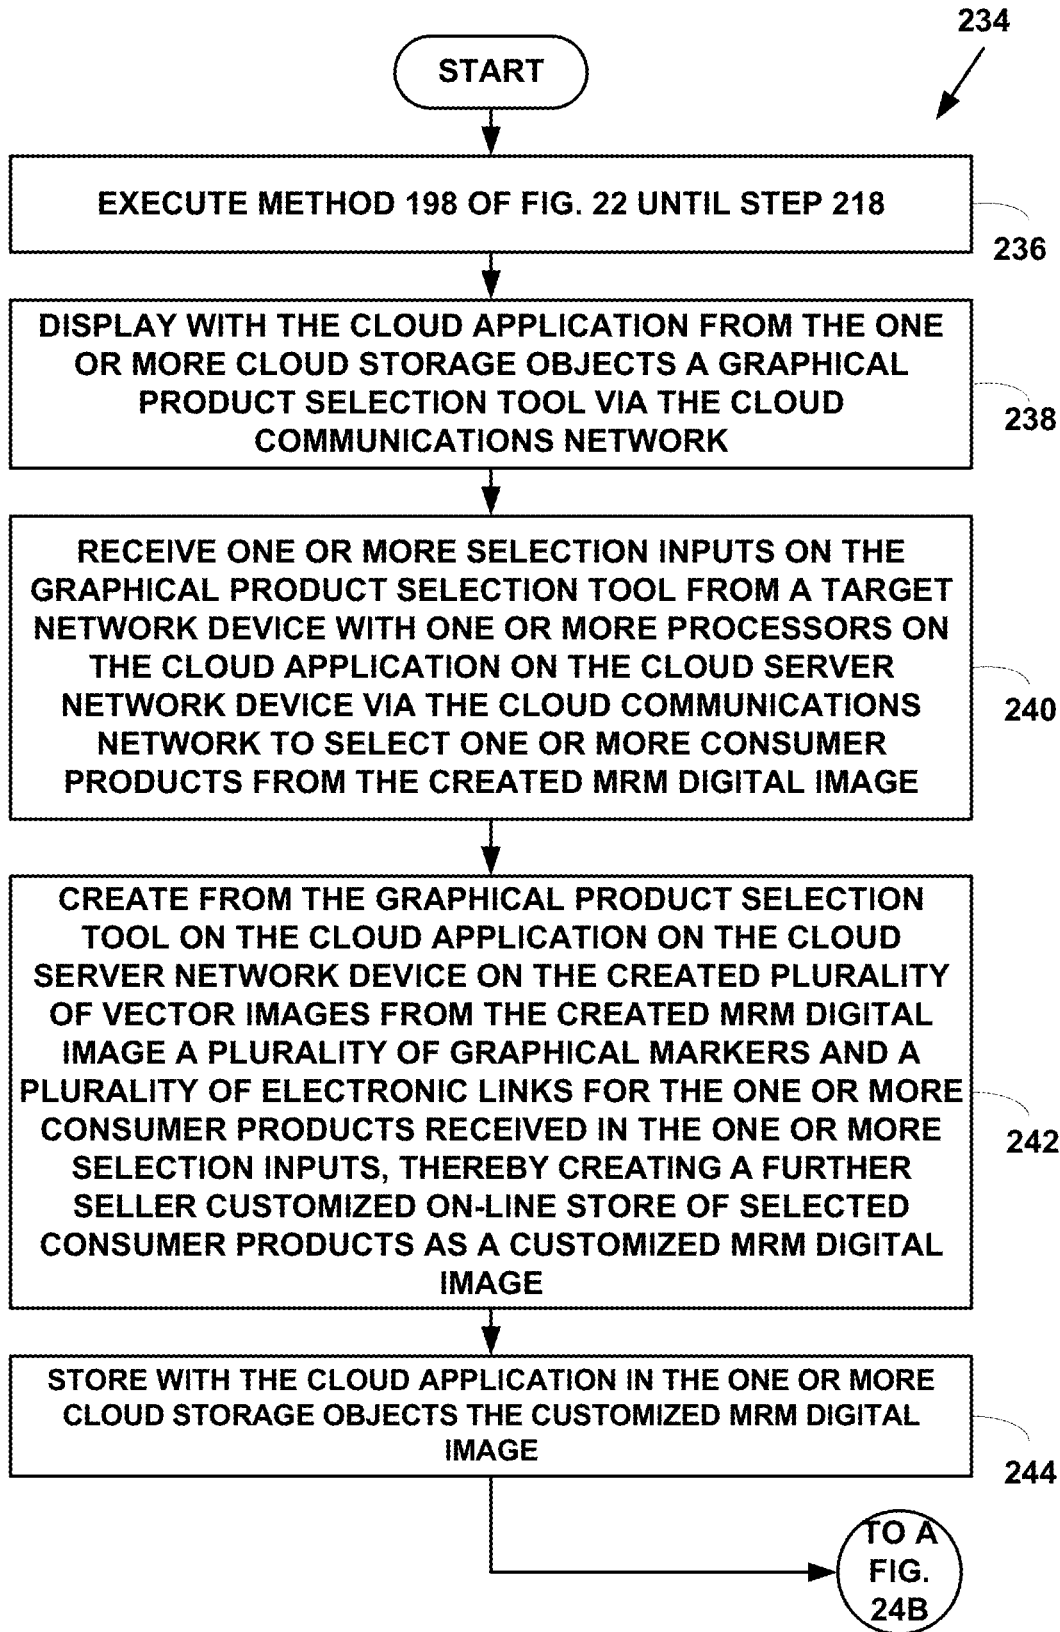 234
START
EXECUTE METHOD 198 OF FIG. 22 UNTIL STEP 218
236
DISPLAY WITH THE CLOUD APPLICATION FROM THE ONE
OR MORE CLOUD STORAGE OBJECTS A GRAPHICAL
PRODUCT SELECTION TOOL VIA THE CLOUD
COMMUNICATIONS NETWORK
238
RECEIVE ONE OR MORE SELECTION INPUTS ON THE
GRAPHICAL PRODUCT SELECTION TOOL FROM A TARGET
NETWORK DEVICE WITH ONE OR MORE PROCESSORS ON
THE CLOUD APPLICATION ON THE CLOUD SERVER
NETWORK DEVICE VIA THE CLOUD COMMUNICATIONS
NETWORK TO SELECT ONE OR MORE CONSUMER
PRODUCTS FROM THE CREATED MRM DIGITAL IMAGE
240
CREATE FROM THE GRAPHICAL PRODUCT SELECTION
TOOL ON THE CLOUD APPLICATION ON THE CLOUD
SERVER NETWORK DEVICE ON THE CREATED PLURALITY
OF VECTOR IMAGES FROM THE CREATED MRM DIGITAL
IMAGE A PLURALITY OF GRAPHICAL MARKERS AND A
PLURALITY OF ELECTRONIC LINKS FOR THE ONE OR MORE
CONSUMER PRODUCTS RECEIVED IN THE ONE OR MORE
SELECTION INPUTS, THEREBY CREATING A FURTHER
SELLER CUSTOMIZED ON-LINE STORE OF SELECTED
CONSUMER PRODUCTS AS A CUSTOMIZED MRM DIGITAL
IMAGE
242
STORE WITH THE CLOUD APPLICATION IN THE ONE OR MORE
CLOUD STORAGE OBJECTS THE CUSTOMIZED MRM DIGITAL
IMAGE
244
TO A
FIG.
24B